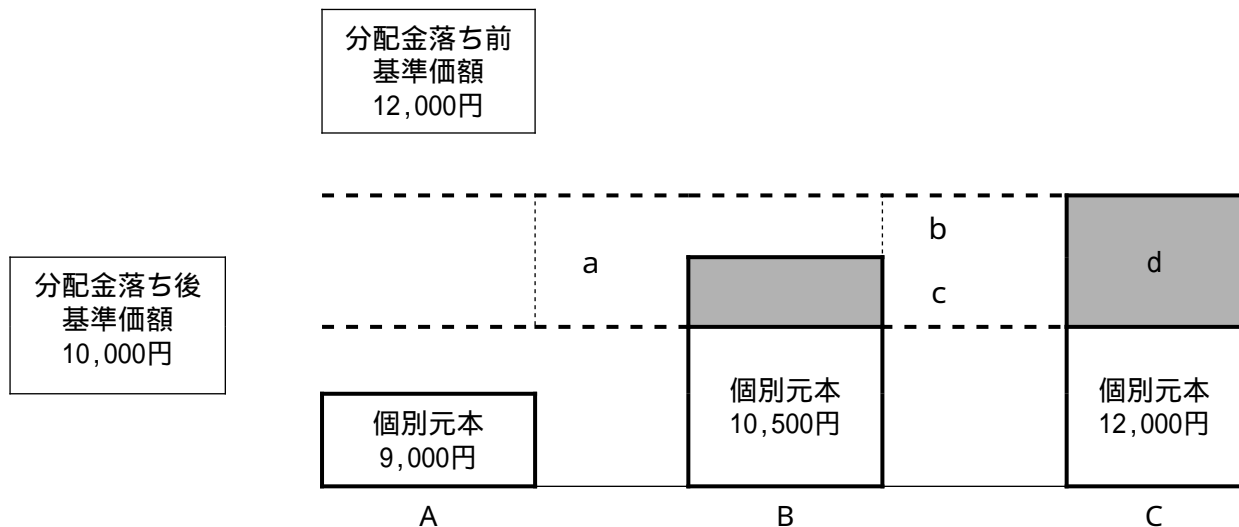 分配金落ち前
基準価額
12,000円
a
b
c
d
分配金落ち後
基準価額
10,000円
個別元本
9,000円
個別元本
10,500円
個別元本
12,000円
A
B
C